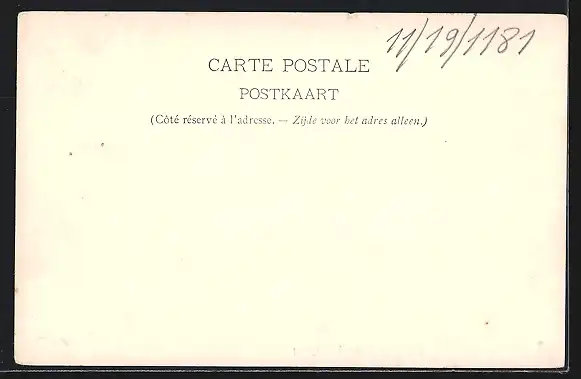 11/19/1181
CARTE POSTALE
POSTKAART
(Côté réservé à l'adresse. — Zijde voor het adres alleen.)